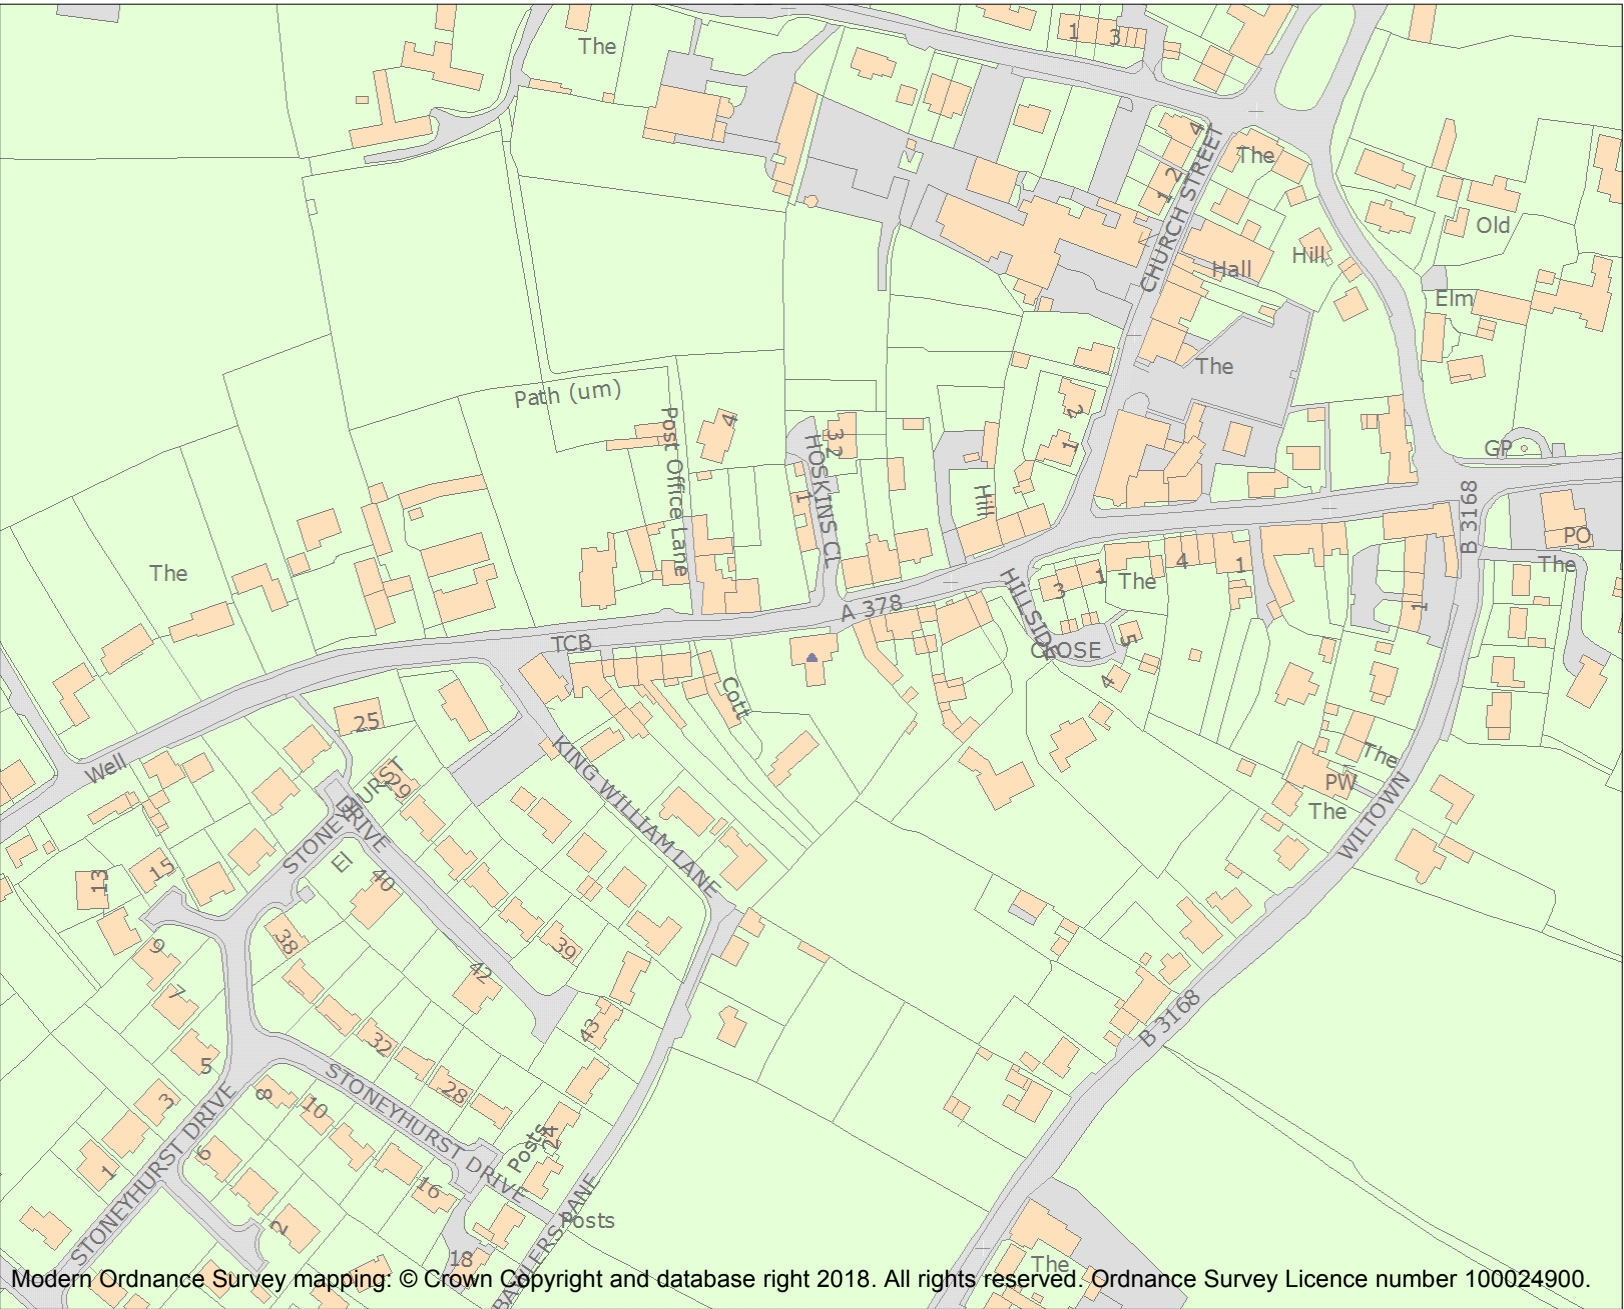 The
1
3
4
The
CHURCH STREET
2
1
Old
Hall
Hill
Elm
The
Path (um)
Post Office Lane
4
HOSKINS CL
3
2
1
2
1
Hill
GP
B 3168
PO
The
The
A 378
TCB
HILLSIDE
CLOSE
3
1
The
4
1
1
5
4
Cott
Well
25
29
STONEYHURST
DRIVE
El
40
KING WILLIAM LANE
The
PW
The
WILTOWN
13
15
9
38
39
42
7
43
32
5
28
B 3168
STONEYHURST DRIVE
3
8
10
STONEYHURST DRIVE
Posts
24
1
6
16
2
Posts
18
BAWLERS LANE
The
Modern Ordnance Survey mapping: © Crown Copyright and database right 2018. All rights reserved. Ordnance Survey Licence number 100024900.